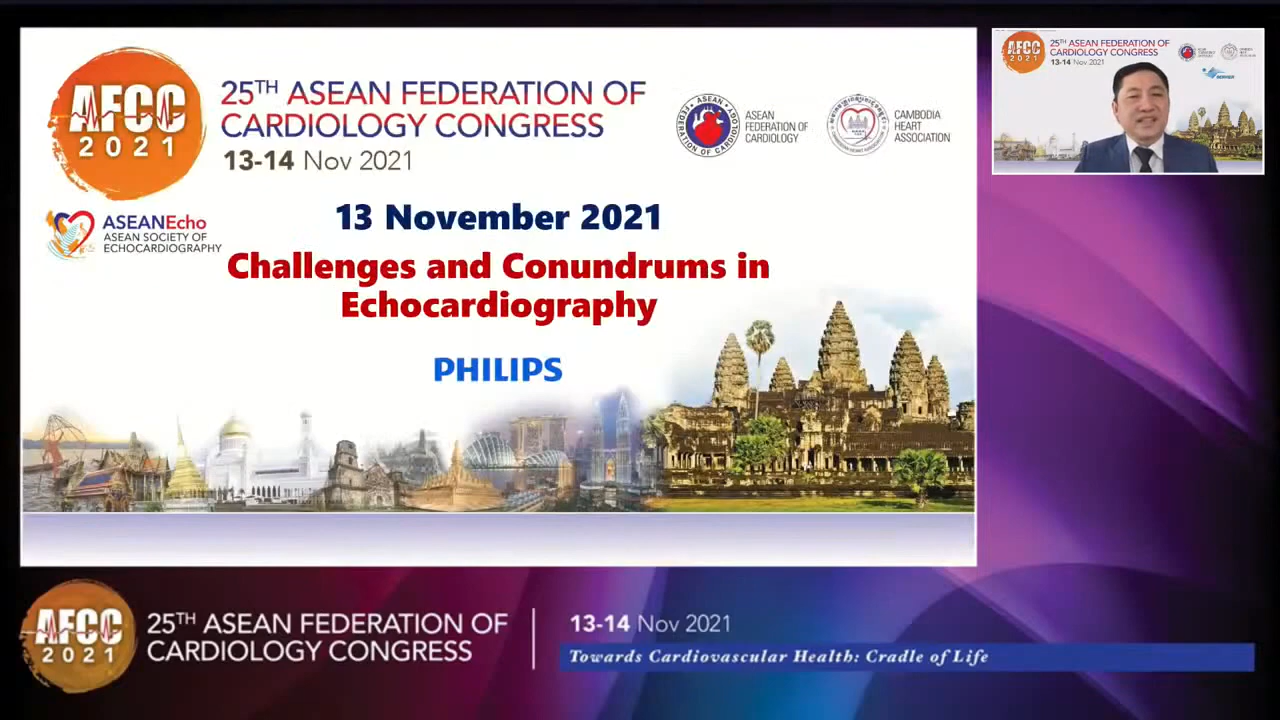 AFCC
2021
25TH ASEAN FEDERATION OF
CARDIOLOGY CONGRESS
13-14 Nov 2021
ASEAN
FEDERATION OF
CARDIOLOGY
CAMBODIA
HEART
ASSOCIATION
ASEANEcho
ASEAN SOCIETY OF
ECHOCARDIOGRAPHY
13 November 2021
Challenges and Conundrums in
Echocardiography
PHILIPS
AFCC
2021
25TH ASEAN FEDERATION OF
CARDIOLOGY CONGRESS
13-14 Nov 2021
AFCC
2021
25TH ASEAN FEDERATION OF
CARDIOLOGY CONGRESS
13-14 Nov 2021
Towards Cardiovascular Health: Cradle of Life